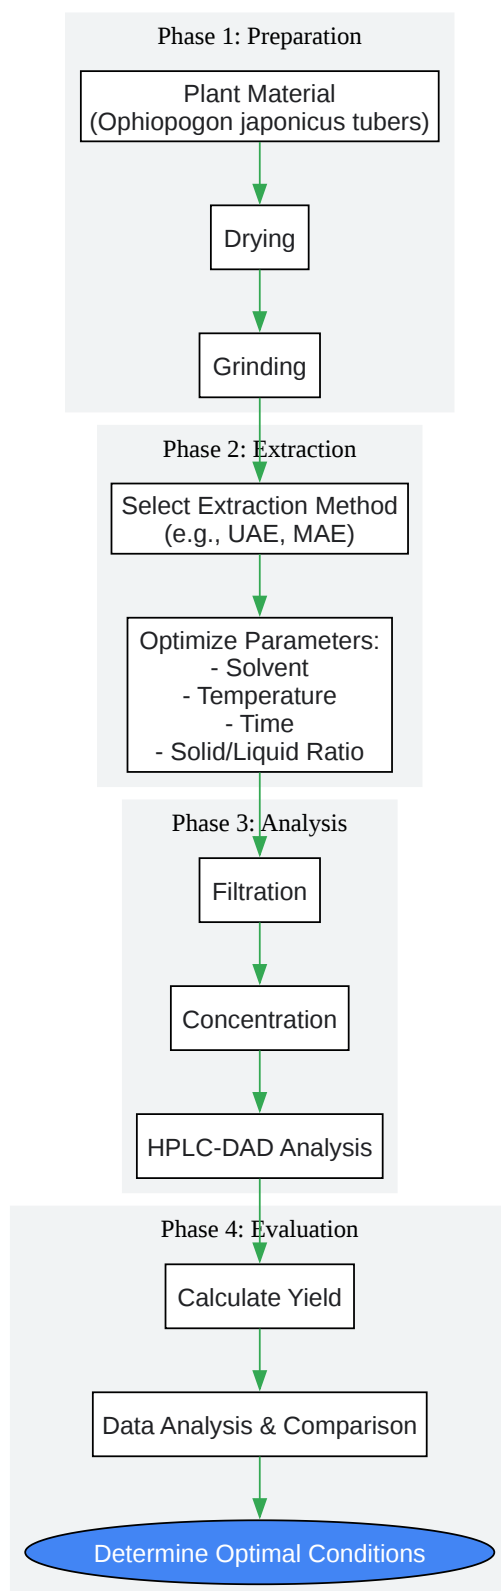 Phase 1: Preparation
Plant Material
(Ophiopogon japonicus tubers)
Drying
Grinding
Phase 2: Extraction
Select Extraction Method
(e.g., UAE, MAE)
Optimize Parameters:
- Solvent
- Temperature
- Time
- Solid/Liquid Ratio
Phase 3: Analysis
Filtration
Concentration
HPLC-DAD Analysis
Phase 4: Evaluation
Calculate Yield
Data Analysis & Comparison
Determine Optimal Conditions